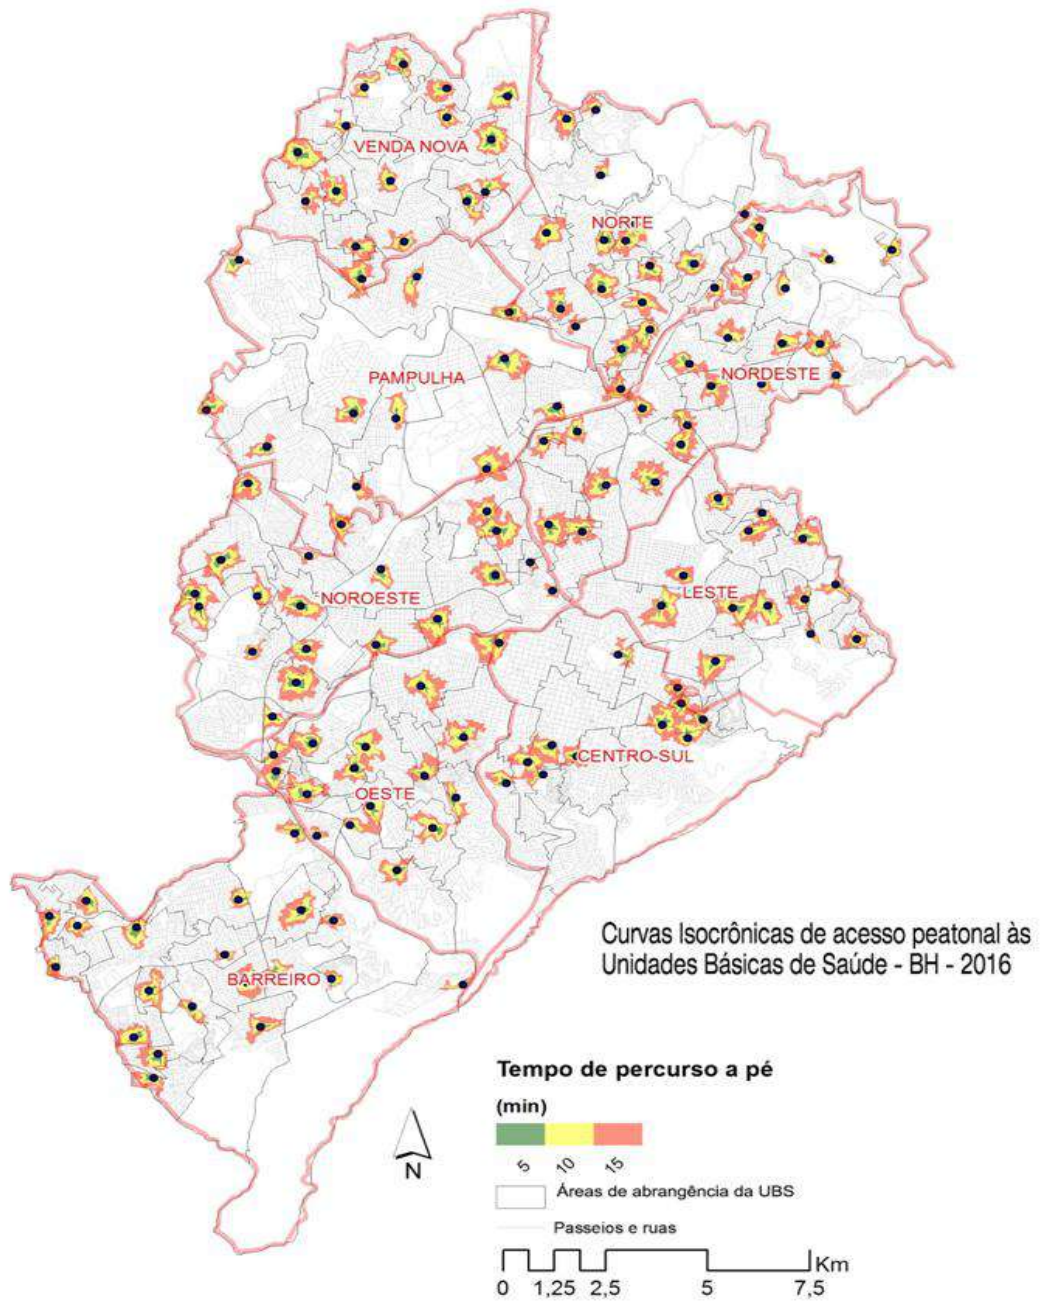 VENDA NOVA
NORTE
PAMPULHA
NORDESTE
NOROESTE
LESTE
CENTRO-SUL
OESTE
BARREIRO
Curvas Isocrônicas de acesso peatonal às
Unidades Básicas de Saúde - BH - 2016
Tempo de percurso a pé
(min)
5 10 15
Áreas de abrangência da UBS
Passeios e ruas
N
Km
0 1,25 2,5 5 7,5